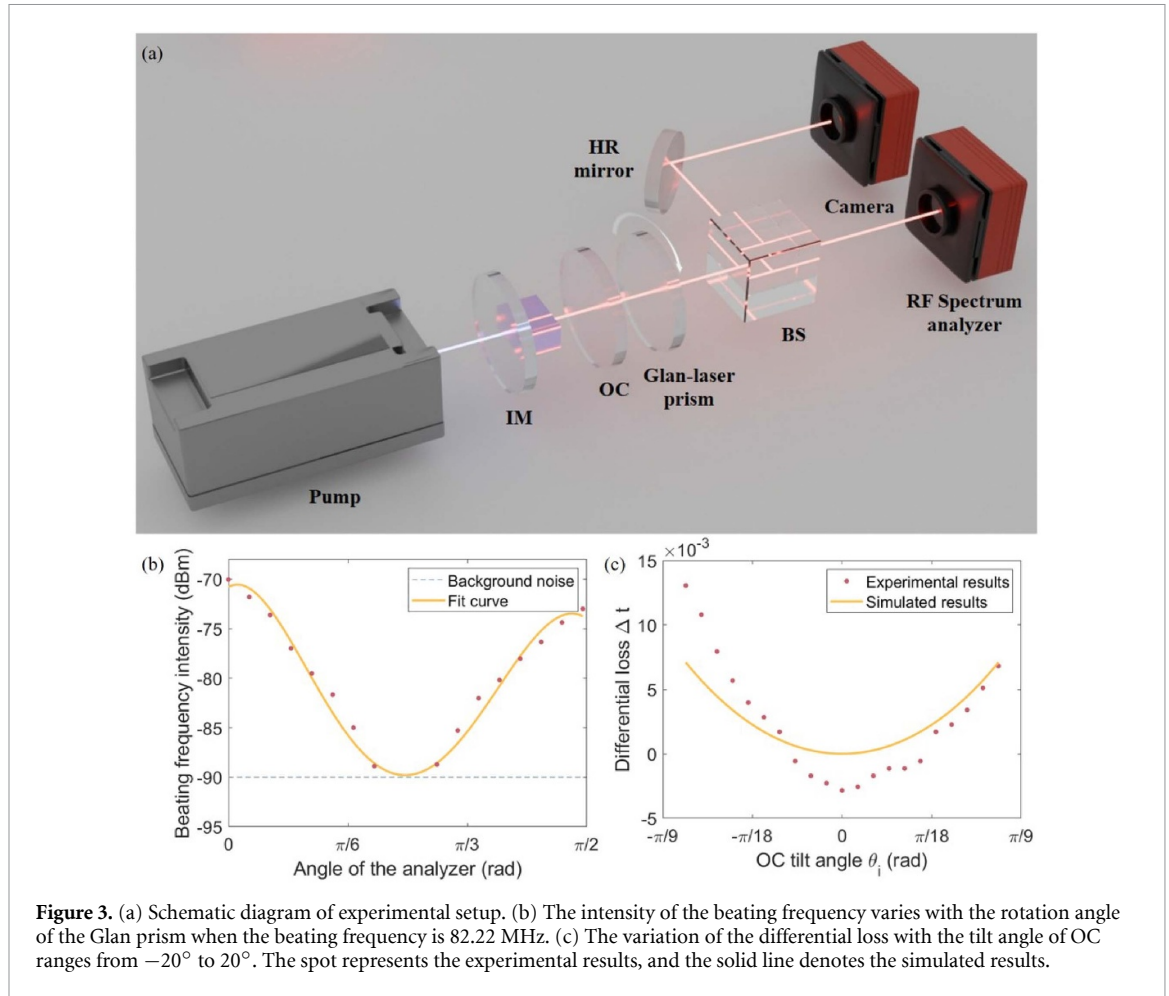 (a)
HR
mirror
Camera
RF Spectrum
analyzer
BS
Glan-laser
prism
OC
IM
Pump
(b)
Beating frequency intensity (dBm)
-70
-75
-80
-85
-90
-95
Background noise
Fit curve
0
π/6
π/3
π/2
Angle of the analyzer (rad)
(c)
×10⁻³
Differential loss Δ t
15
10
5
0
-5
Experimental results
Simulated results
-π/9
-π/18
0
π/18
π/9
OC tilt angle θᵢ (rad)
Figure 3. (a) Schematic diagram of experimental setup. (b) The intensity of the beating frequency varies with the rotation angle
of the Glan prism when the beating frequency is 82.22 MHz. (c) The variation of the differential loss with the tilt angle of OC
ranges from −20° to 20°. The spot represents the experimental results, and the solid line denotes the simulated results.